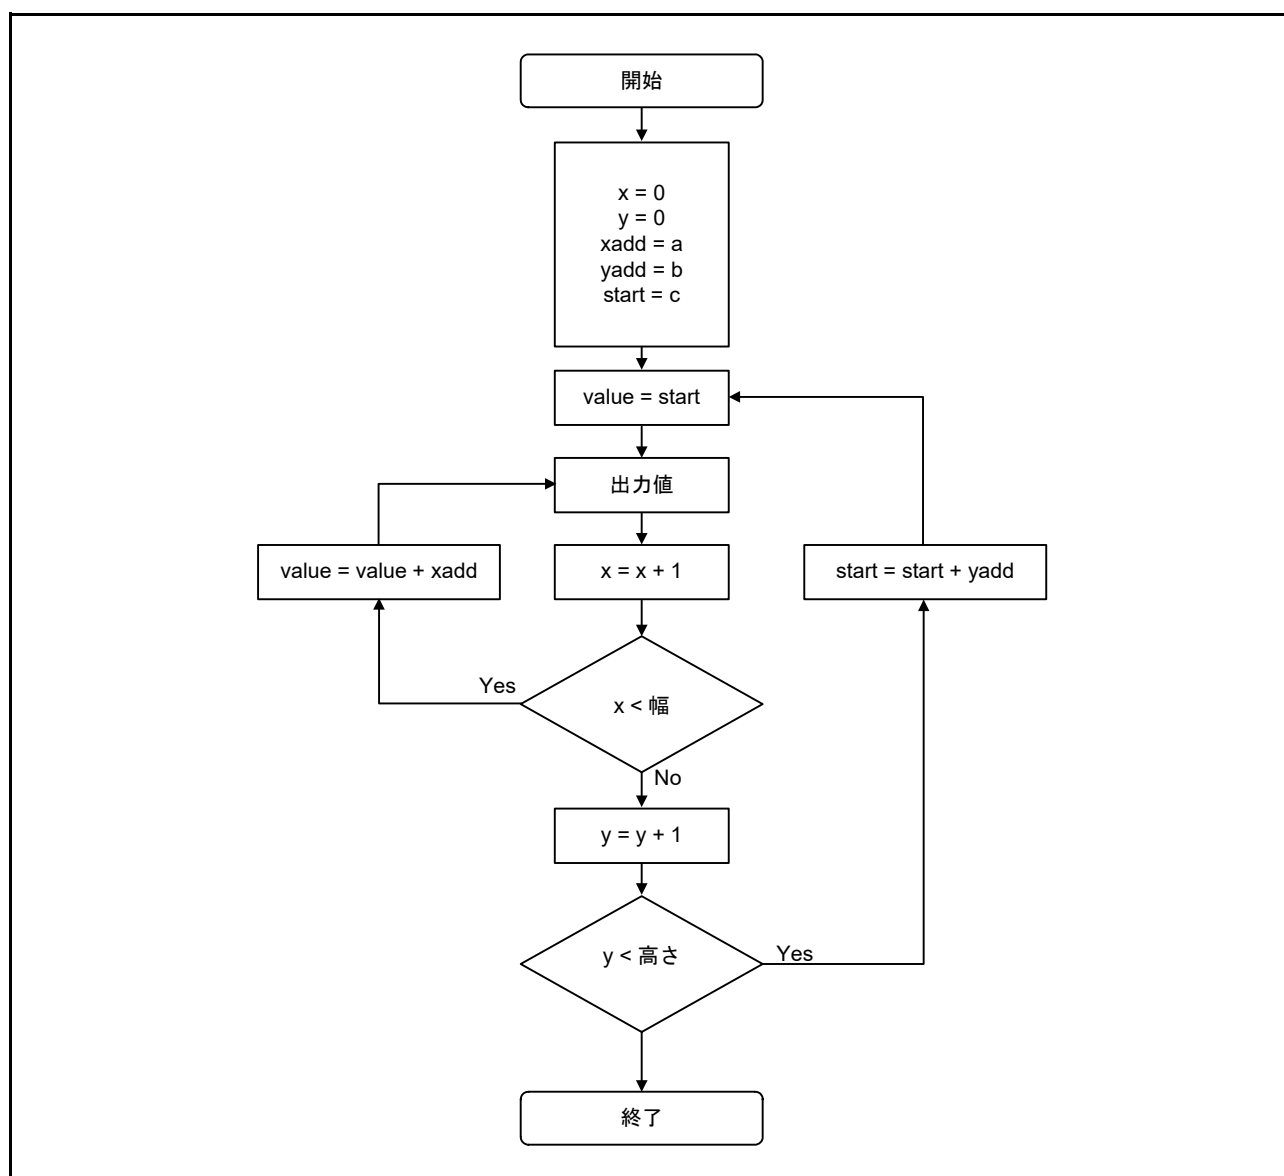 開始
x = 0
y = 0
xadd = a
yadd = b
start = c
value = start
出力値
value = value + xadd
x = x + 1
start = start + yadd
Yes
x < 幅
No
y = y + 1
y < 高さ
Yes
終了